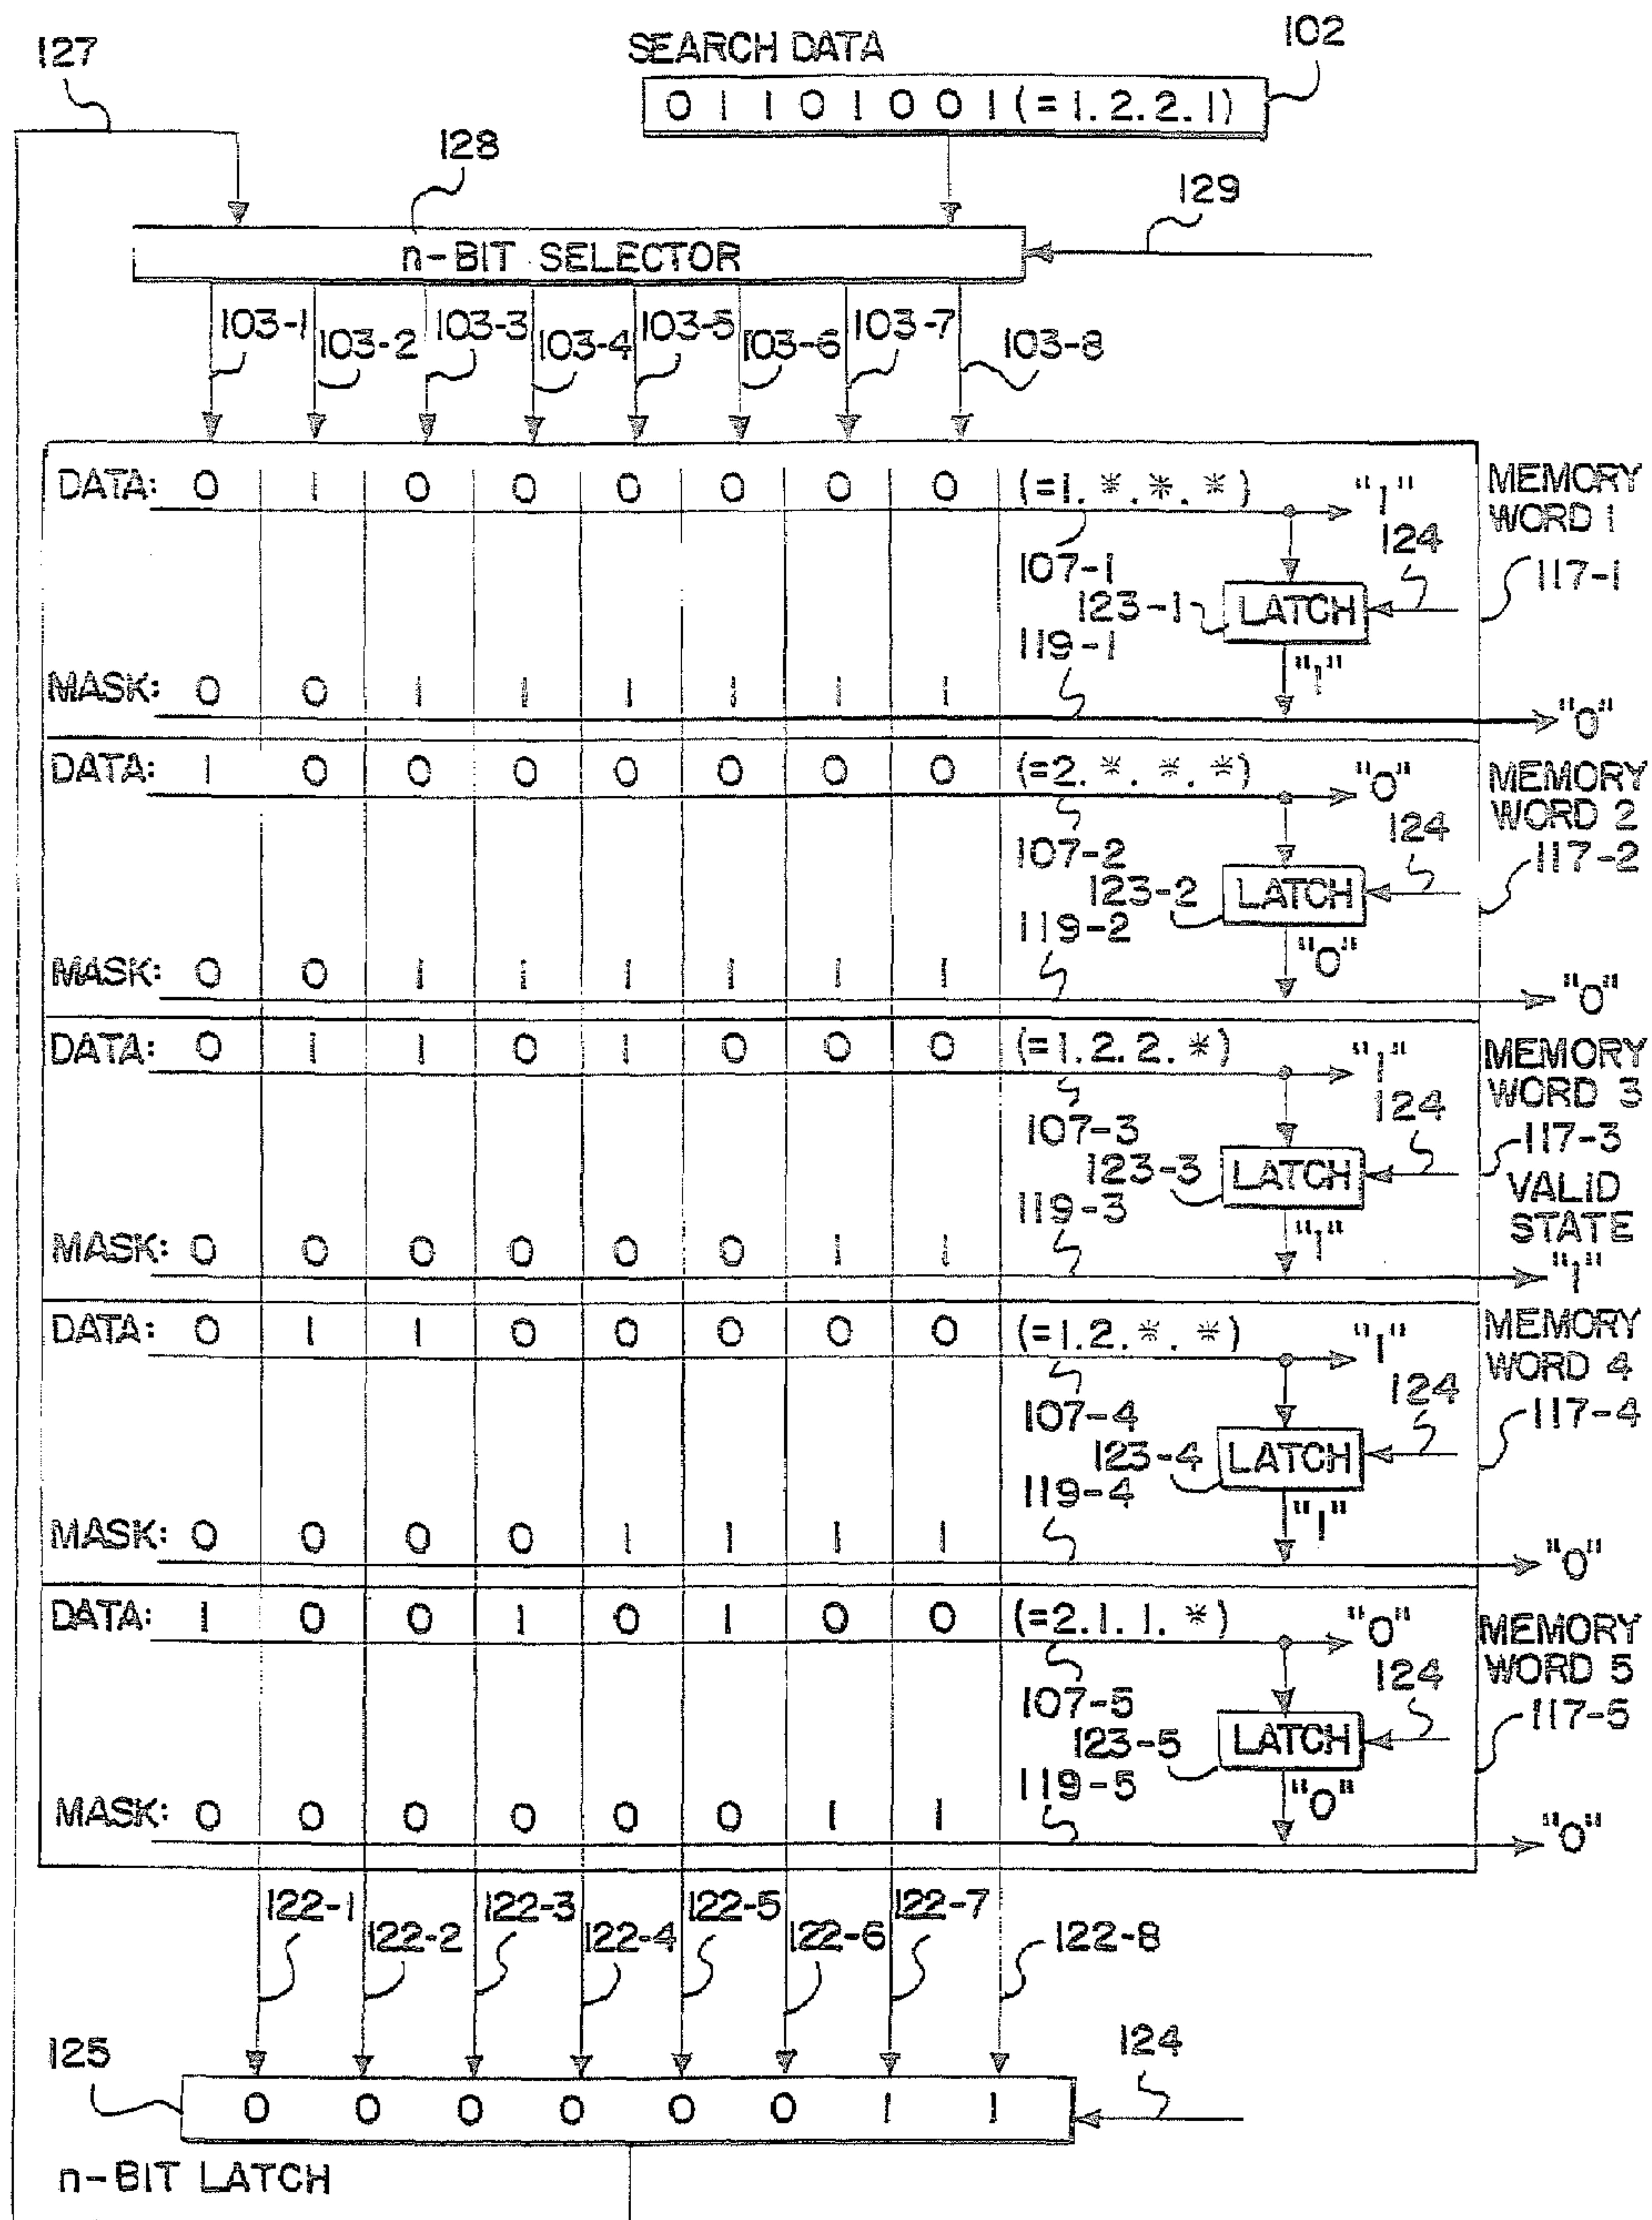 127
SEARCH DATA
102
0 1 1 0 1 0 0 1 (= 1. 2. 2. 1)
128
129
n-BIT SELECTOR
103-1
103-2
103-3
103-4
103-5
103-6
103-7
103-8
DATA: 0 1 0 0 0 0 0 0 (=1. *. *. *) "1" MEMORY
WORD 1
124
107-1
117-1
123-1 LATCH
119-1
"1"
MASK: 0 0 1 1 1 1 1 1
"0"
DATA: 1 0 0 0 0 0 0 0 (=2. *. *. *) "0" MEMORY
WORD 2
124
107-2
117-2
123-2 LATCH
119-2
"0"
MASK: 0 0 1 1 1 1 1 1
"0"
DATA: 0 1 1 0 1 0 0 0 (=1. 2. 2. *) "1" MEMORY
WORD 3
124
107-3
117-3
123-3 LATCH
VALID
119-3
STATE
"1"
MASK: 0 0 0 0 0 0 1 1
"1"
DATA: 0 1 1 0 0 0 0 0 (=1. 2. *. *) "1" MEMORY
WORD 4
124
107-4
117-4
123-4 LATCH
119-4
"1"
MASK: 0 0 0 0 1 1 1 1
"0"
DATA: 1 0 0 1 0 1 0 0 (=2. 1. 1. *) "0" MEMORY
WORD 5
124
107-5
117-5
123-5 LATCH
119-5
"0"
MASK: 0 0 0 0 0 0 1 1
"0"
122-1
122-2
122-3
122-4
122-5
122-6
122-7
122-8
125
124
0 0 0 0 0 0 1 1
n-BIT LATCH